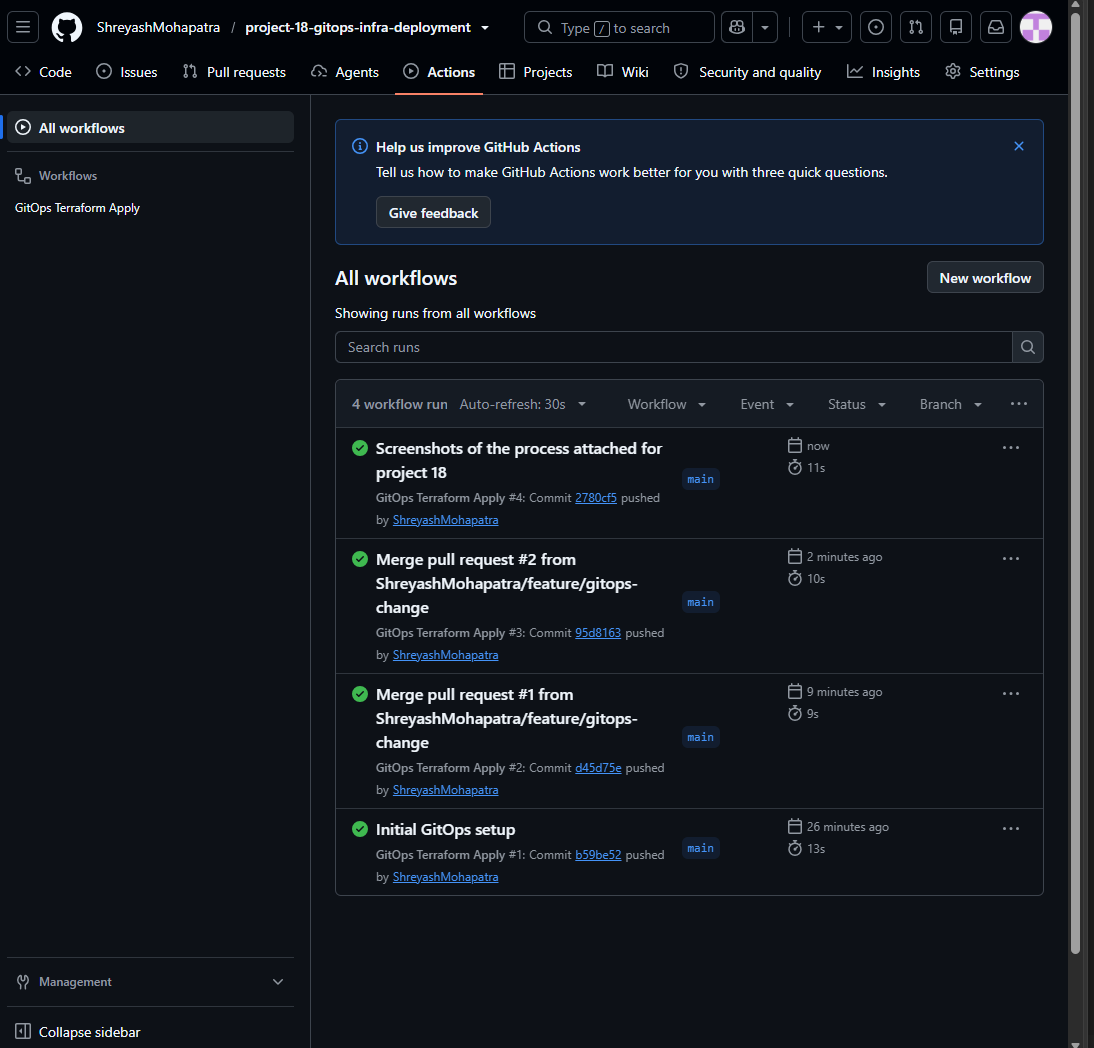 ShreyashMohapatra / project-18-gitops-infra-deployment
Type / to search
Code Issues Pull requests Agents Actions Projects Wiki Security and quality Insights Settings
All workflows
Workflows
GitOps Terraform Apply
Help us improve GitHub Actions
Tell us how to make GitHub Actions work better for you with three quick questions.
Give feedback
All workflows
New workflow
Showing runs from all workflows
Search runs
4 workflow run Auto-refresh: 30s Workflow Event Status Branch
Screenshots of the process attached for
project 18
GitOps Terraform Apply #4: Commit 2780cf5 pushed
by ShreyashMohapatra
main
now
11s
Merge pull request #2 from
ShreyashMohapatra/feature/gitops-
change
GitOps Terraform Apply #3: Commit 95d8163 pushed
by ShreyashMohapatra
main
2 minutes ago
10s
Merge pull request #1 from
ShreyashMohapatra/feature/gitops-
change
GitOps Terraform Apply #2: Commit d45d75e pushed
by ShreyashMohapatra
main
9 minutes ago
9s
Initial GitOps setup
GitOps Terraform Apply #1: Commit b59be52 pushed
by ShreyashMohapatra
main
26 minutes ago
13s
Management
Collapse sidebar